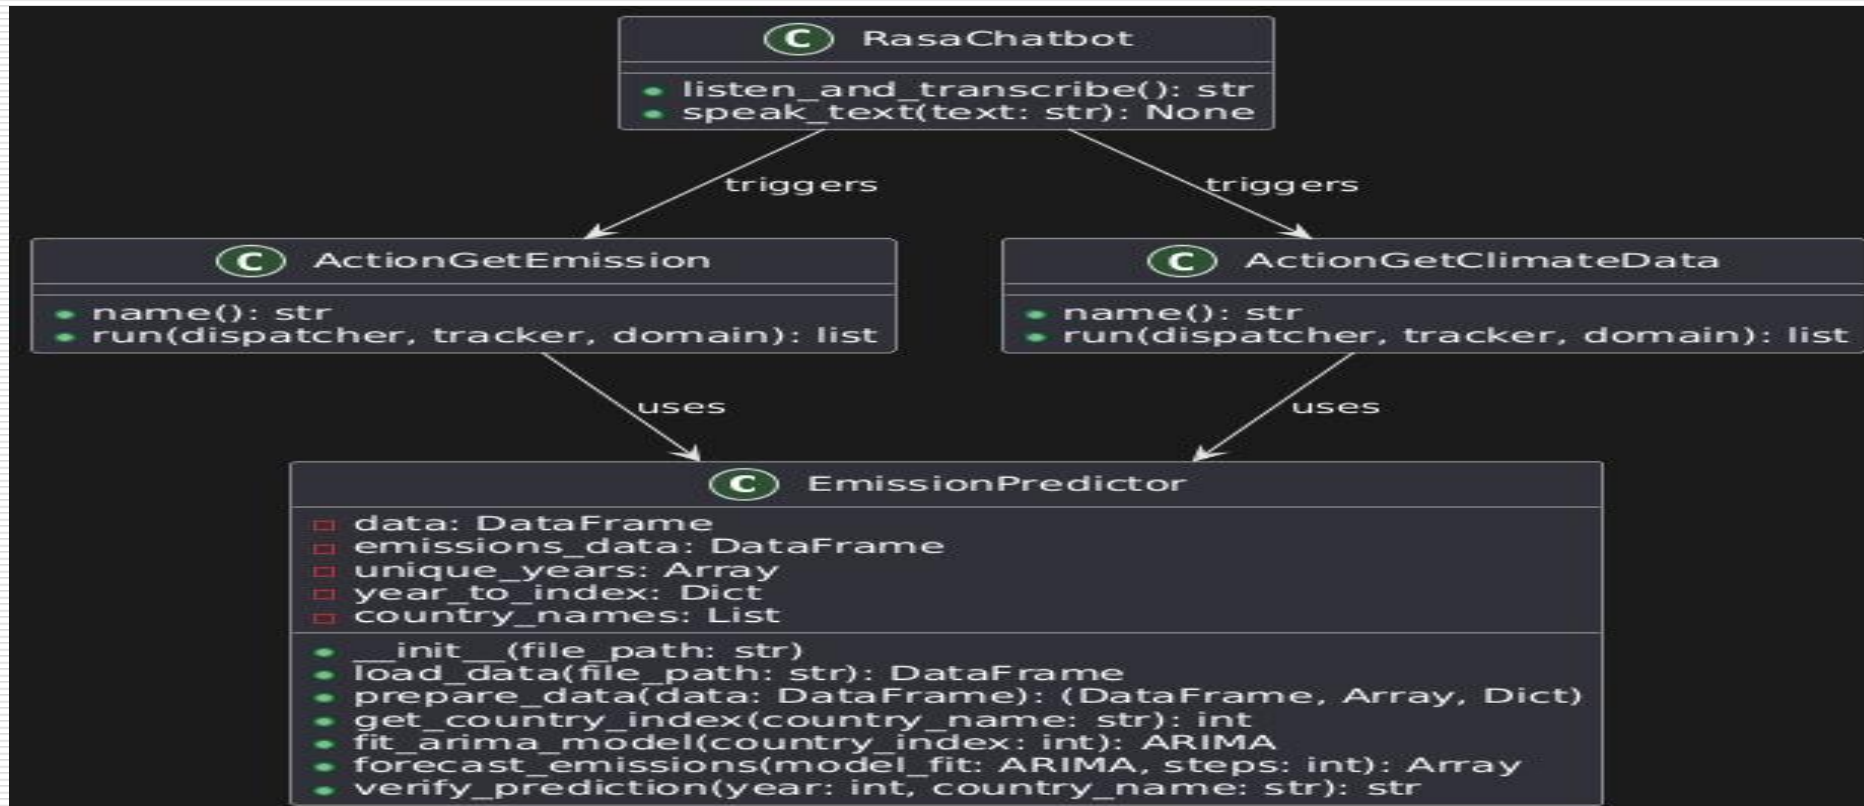 C RasaChatbot
listen_and_transcribe(): str
speak_text(text: str): None
triggers
triggers
C ActionGetEmission
name(): str
run(dispatcher, tracker, domain): list
C ActionGetClimateData
name(): str
run(dispatcher, tracker, domain): list
uses
uses
C EmissionPredictor
data: DataFrame
emissions_data: DataFrame
unique_years: Array
year_to_index: Dict
country_names: List
__init__(file_path: str)
load_data(file_path: str): DataFrame
prepare_data(data: DataFrame): (DataFrame, Array, Dict)
get_country_index(country_name: str): int
fit_arima_model(country_index: int): ARIMA
forecast_emissions(model_fit: ARIMA, steps: int): Array
verify_prediction(year: int, country_name: str): str